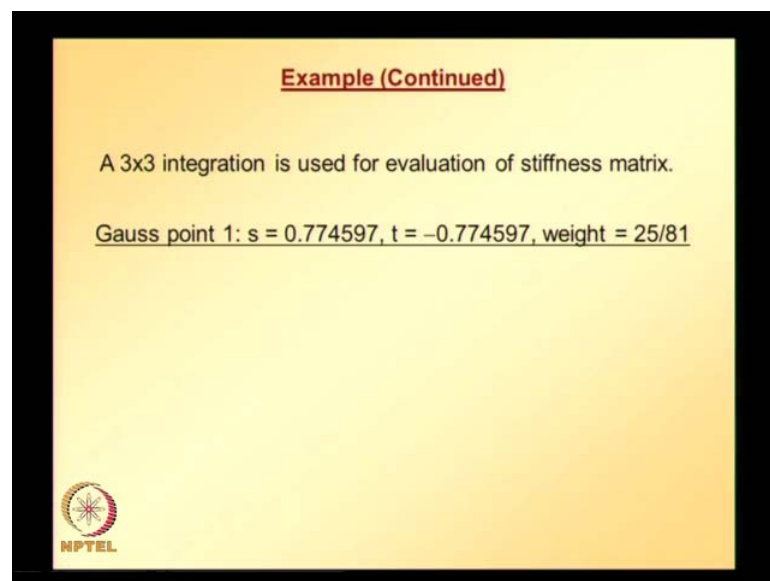 Example (Continued)
A 3x3 integration is used for evaluation of stiffness matrix.
Gauss point 1: s = 0.774597, t = −0.774597, weight = 25/81
NPTEL